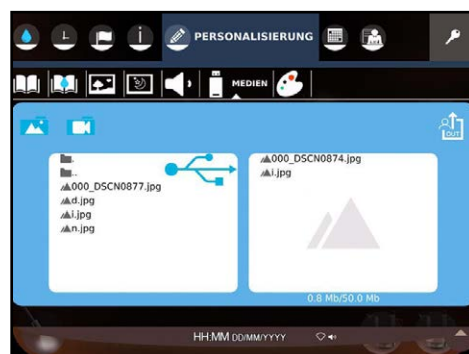 PERSONALISIERUNG
MEDIEN
OUT
.
..
000_DSCN0877.jpg
d.jpg
i.jpg
n.jpg
000_DSCN0874.jpg
i.jpg
0.8 Mb/50.0 Mb
HH:MM DD/MM/YYYY